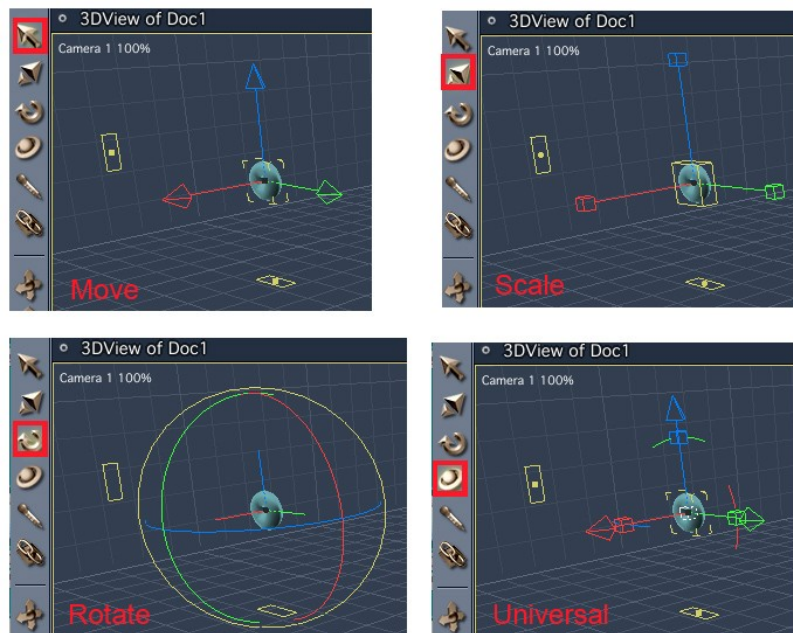 3DView of Doc1
Camera 1 100%
Move
3DView of Doc1
Camera 1 100%
Scale
3DView of Doc1
Camera 1 100%
Rotate
3DView of Doc1
Camera 1 100%
Universal